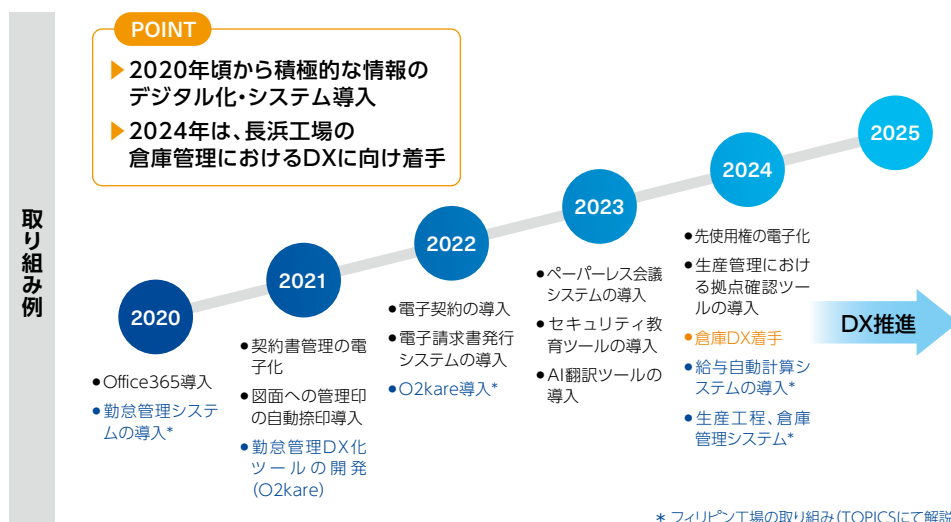 取り組み例
POINT
▶2020年頃から積極的な情報の
デジタル化・システム導入
▶2024年は、長浜工場の
倉庫管理におけるDXに向け着手
2020
●Office365導入
●勤怠管理システ
ムの導入*
2021
●契約書管理の電
子化
●図面への管理印
の自動捺印導入
●勤怠管理DX化
ツールの開発
(O2kare)
2022
●電子契約の導入
●電子請求書発行
システムの導入
●O2kare導入*
2023
●ペーパーレス会議
システムの導入
●セキュリティ教
育ツールの導入
●AI翻訳ツールの
導入
2024
●先使用権の電子化
●生産管理におけ
る拠点確認ツー
ルの導入
●倉庫DX着手
●給与自動計算シ
ステムの導入*
●生産工程、倉庫
管理システム*
2025
DX推進
* フィリピン工場の取り組み(TOPICSにて解説